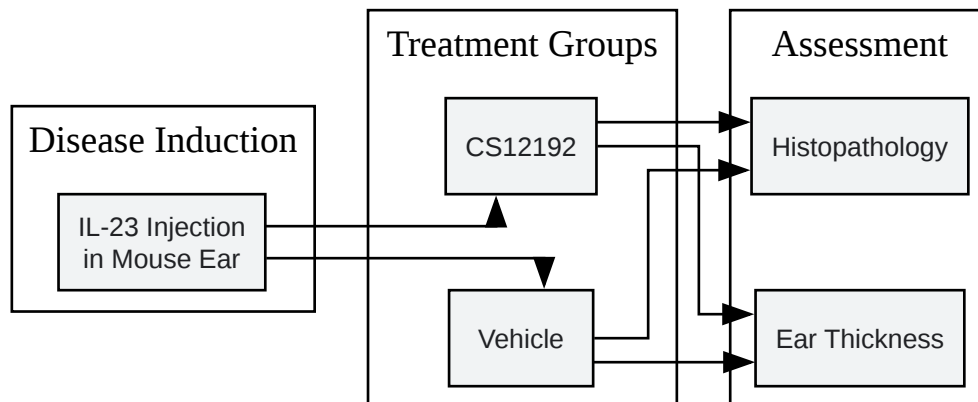 Disease Induction
IL-23 Injection
in Mouse Ear
Treatment Groups
CS12192
Vehicle
Assessment
Histopathology
Ear Thickness